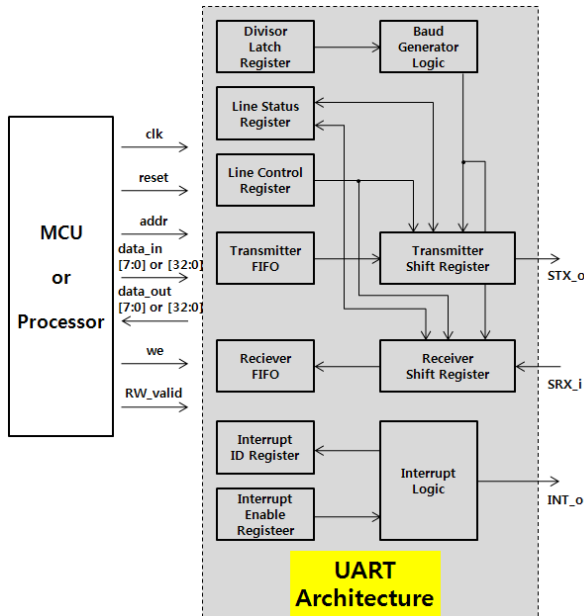 Divisor
Latch
Register
Baud
Generator
Logic
Line Status
Register
Line Control
Register
Transmitter
FIFO
Transmitter
Shift Register
Reciever
FIFO
Receiver
Shift Register
Interrupt
ID Register
Interrupt
Enable
Registeer
Interrupt
Logic
MCU
or
Processor
clk
reset
addr
data_in
[7:0] or [32:0]
data_out
[7:0] or [32:0]
we
RW_valid
STX_o
SRX_i
INT_o
UART
Architecture